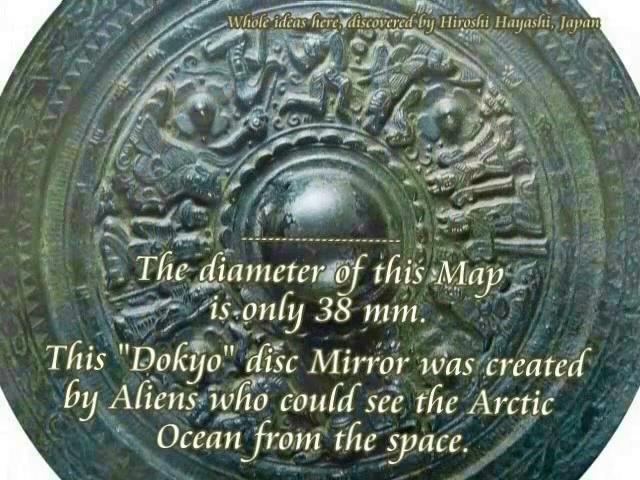 Whole ideas here, discovered by Hiroshi Hayashi, Japan
The diameter of this Map
is only 38 mm.
This "Dokyo" disc Mirror was created
by Aliens who could see the Arctic
Ocean from the space.